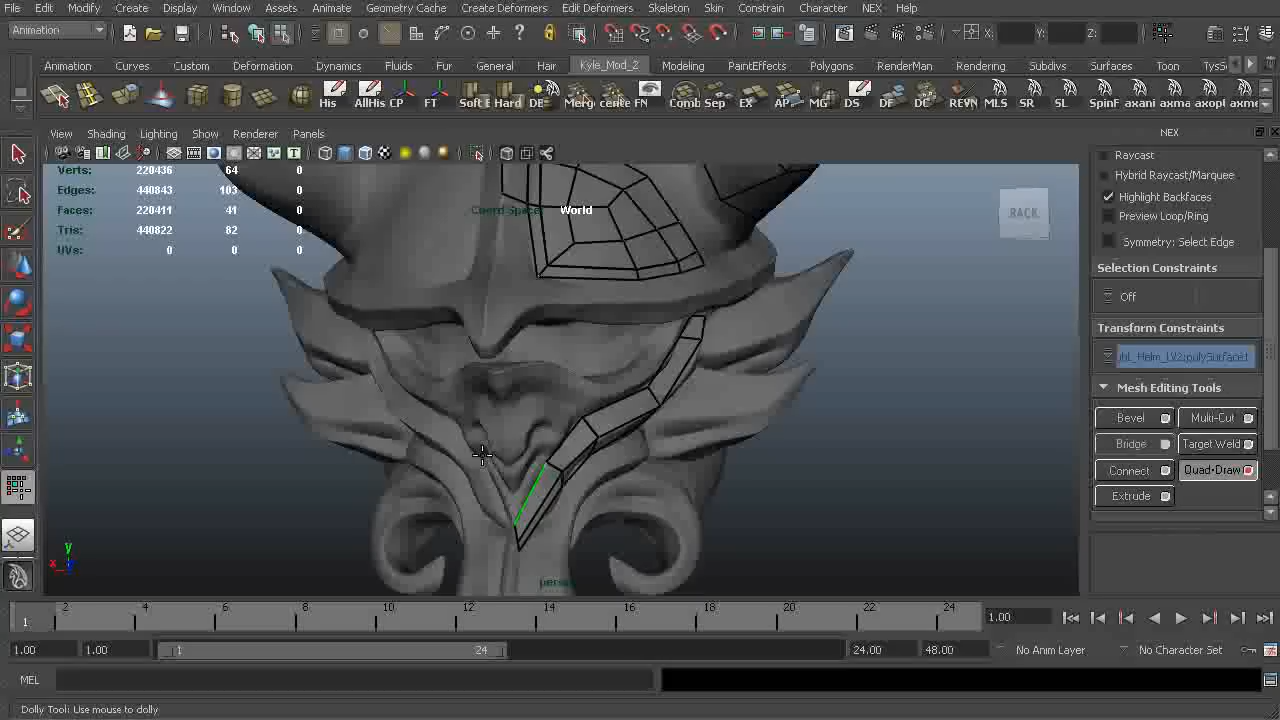 File Edit Modify Create Display Window Assets Animate Geometry Cache Create Deformers Edit Deformers Skeleton Skin Constrain Character NEX Help
Animation X: Y: Z:
Animation Curves Custom Deformation Dynamics Fluids Fur General Hair Kyle_Mod_2 Modeling PaintEffects Polygons RenderMan Rendering Subdivs Surfaces Toon TysS
His AllHis CP FT Soft E Hard DE Merg cente FN Comb Sep EX AP MG DS DF DC REVN MLS SR SL SpinF axani axma axopl axme
View Shading Lighting Show Renderer Panels NEX
Raycast
Verts: 220436 64 0
Hybrid Raycast/Marquee
Edges: 440843 103 0
Highlight Backfaces
Faces: 220411 41 0
Coord Space: World
Preview Loop/Ring
Tris: 440822 82 0
Symmetry: Select Edge
UVs: 0 0 0
Selection Constraints
Off
Transform Constraints
Mesh Editing Tools
Bevel Multi-Cut
Bridge Target Weld
Connect Quad-Draw
Extrude
y
x
persp
2 4 6 8 10 12 14 16 18 20 22 24
1 1.00
1.00 1.00 1 24 24.00 48.00 No Anim Layer No Character Set
MEL
Dolly Tool: Use mouse to dolly